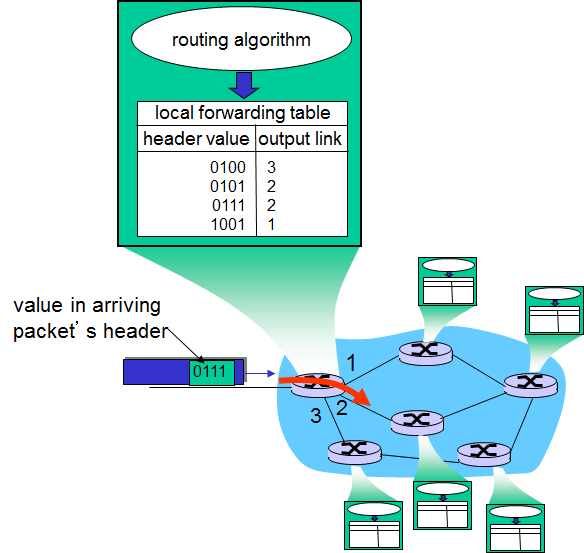 routing algorithm
local forwarding table
header value output link
0100 3
0101 2
0111 2
1001 1
value in arriving
packet’s header
0111
1
2
3